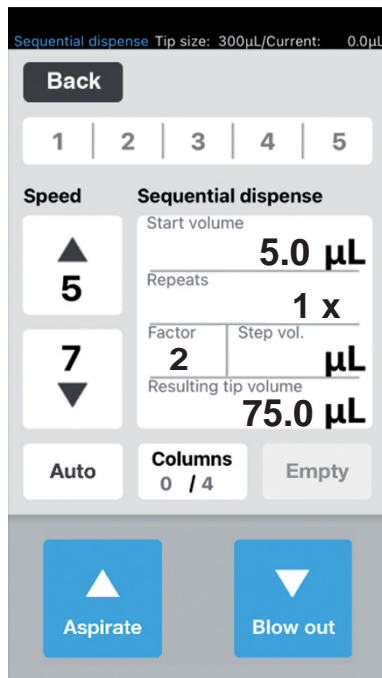 Sequential dispense Tip size: 300µL/Current: 0.0µL
Back
1 2 3 4 5
Speed
5
7
Sequential dispense
Start volume
5.0 µL
Repeats
1 x
Factor Step vol.
2 µL
Resulting tip volume
75.0 µL
Auto
Columns
0 / 4
Empty
Aspirate
Blow out